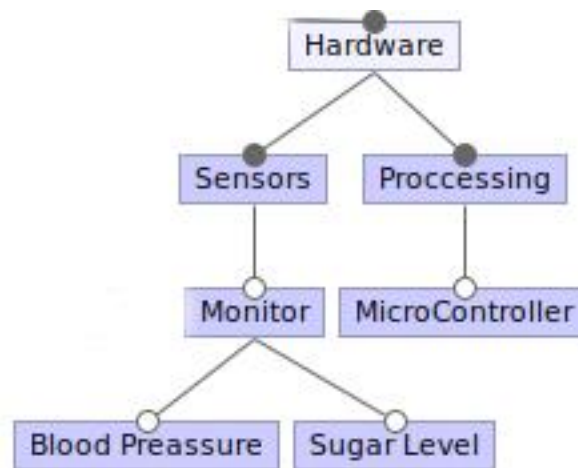 Hardware
Sensors
Proccessing
Monitor
MicroController
Blood Preassure
Sugar Level